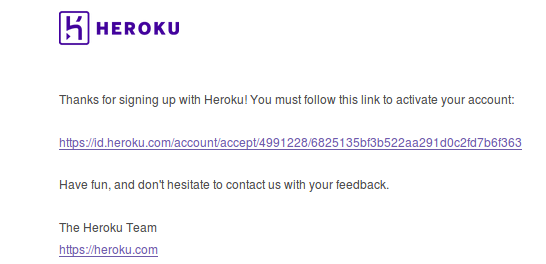 HEROKU
Thanks for signing up with Heroku! You must follow this link to activate your account:
https://id.heroku.com/account/accept/4991228/6825135bf3b522aa291d0c2fd7b6f363
Have fun, and don't hesitate to contact us with your feedback.
The Heroku Team
https://heroku.com